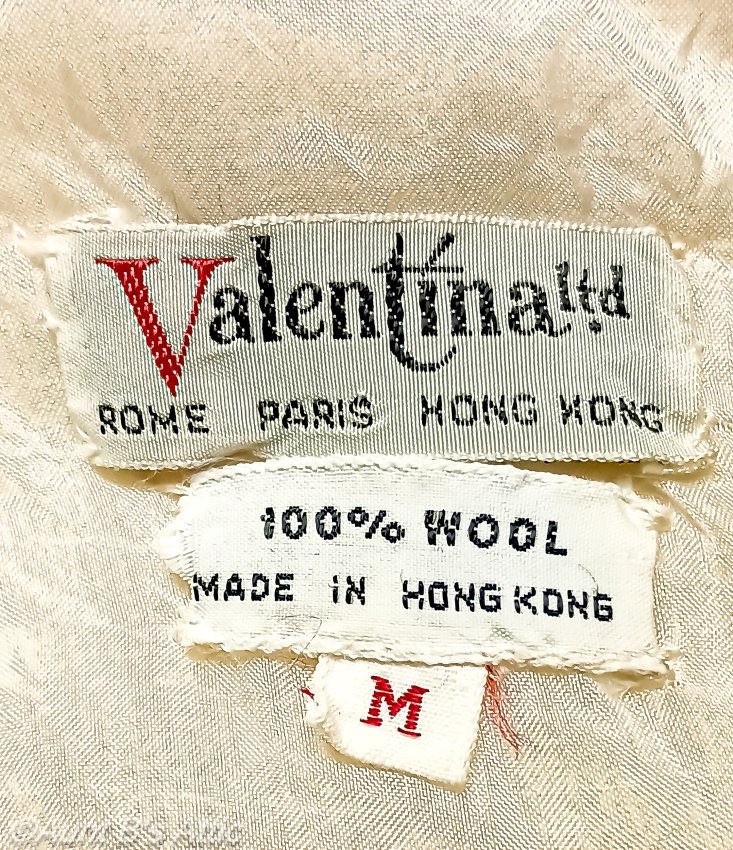 Valentina ltd
ROME PARIS HONG KONG
100% WOOL
MADE IN HONG KONG
M
©Aunt B's Attic